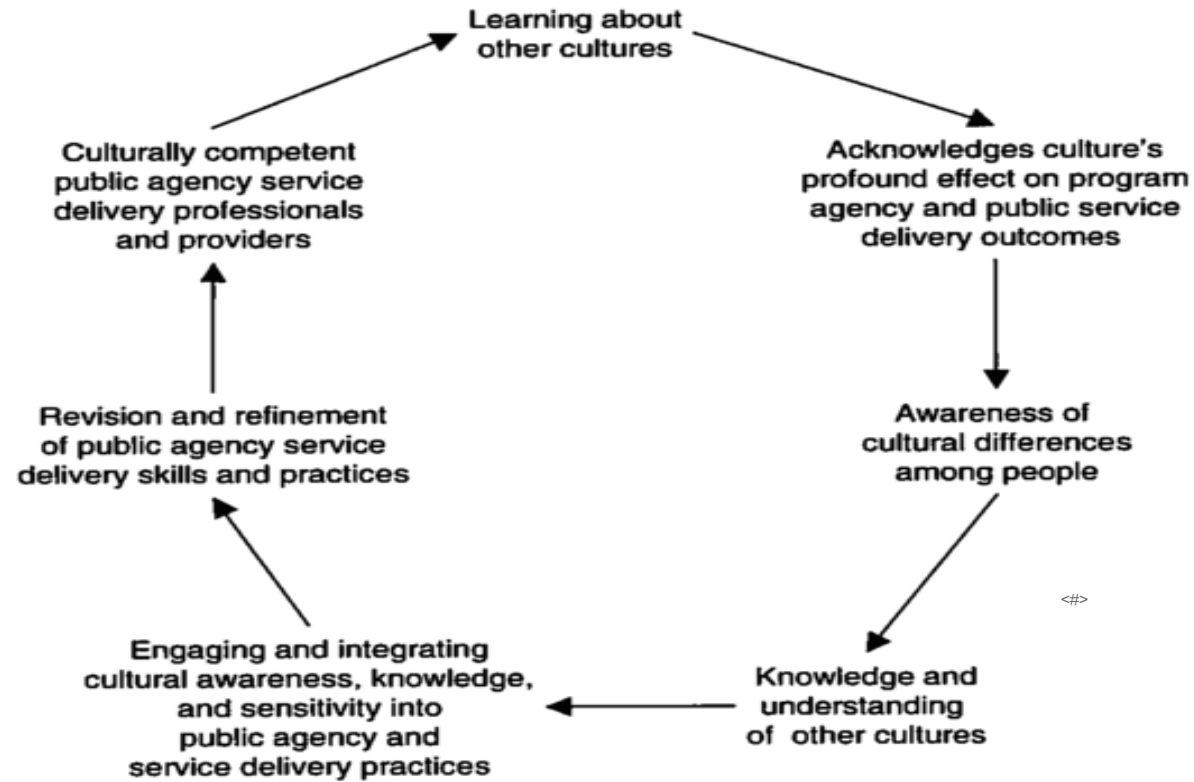 Learning about
other cultures
Acknowledges culture's
profound effect on program
agency and public service
delivery outcomes
Awareness of
cultural differences
among people
<#>
Knowledge and
understanding
of other cultures
Engaging and integrating
cultural awareness, knowledge,
and sensitivity into
public agency and
service delivery practices
Revision and refinement
of public agency service
delivery skills and practices
Culturally competent
public agency service
delivery professionals
and providers